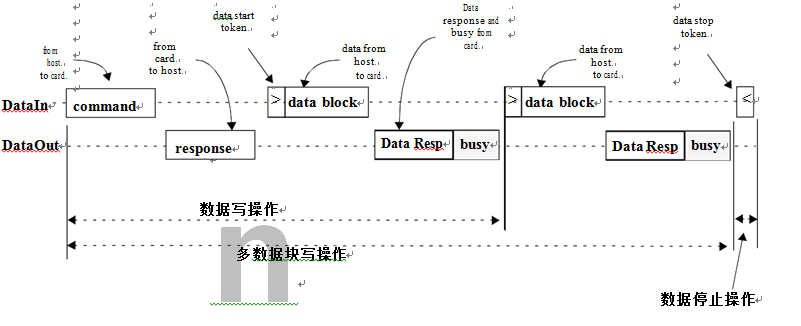 from
host.
to card.
from
card.
to host.
data start
token.
data from
host.
to card.
Data
response and
busy from
card.
data from
host.
to card.
data stop
token.
DataIn
command
>
data block
>
data block
<
DataOut
response
Data Resp
busy
Data Resp
busy
数据写操作
多数据块写操作
n
数据停止操作